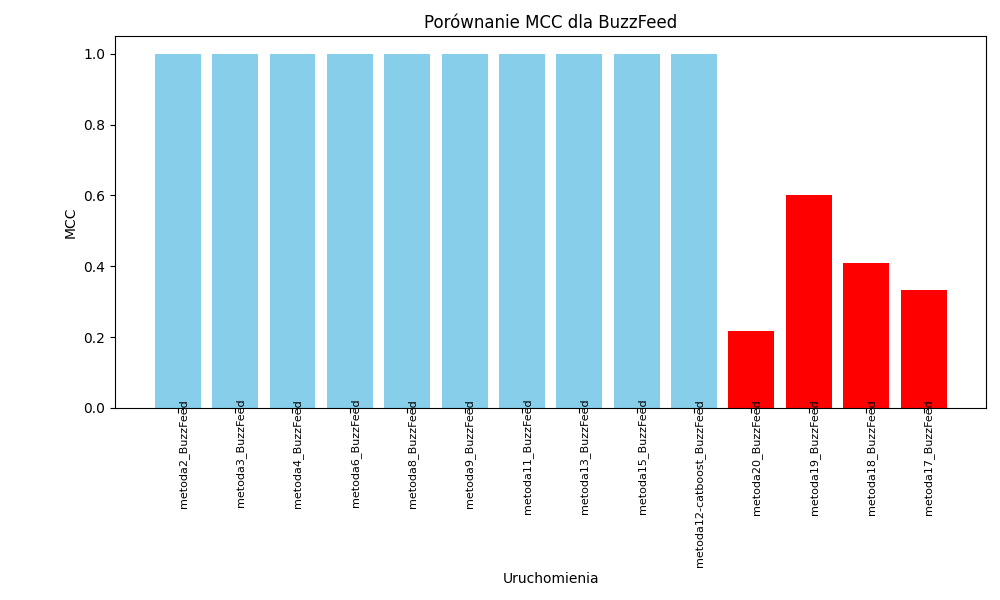 Porównanie MCC dla BuzzFeed
MCC
1.0
0.8
0.6
0.4
0.2
0.0
metoda2_BuzzFeed
metoda3_BuzzFeed
metoda4_BuzzFeed
metoda6_BuzzFeed
metoda8_BuzzFeed
metoda9_BuzzFeed
metoda11_BuzzFeed
metoda13_BuzzFeed
metoda15_BuzzFeed
metoda12-catboost_BuzzFeed
metoda20_BuzzFeed
metoda19_BuzzFeed
metoda18_BuzzFeed
metoda17_BuzzFeed
Uruchomienia